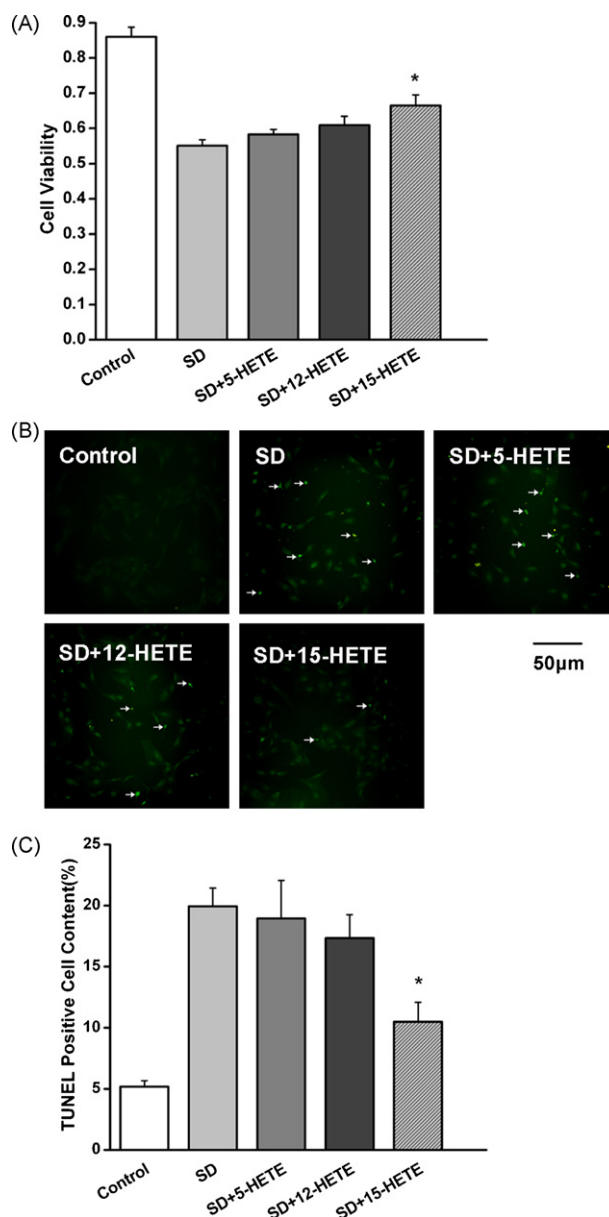 (A)
Cell Viability
0.9
0.8
0.7
0.6
0.5
0.4
0.3
0.2
0.1
0.0
*
Control
SD
SD+5-HETE
SD+12-HETE
SD+15-HETE
(B)
Control
SD
SD+5-HETE
SD+12-HETE
SD+15-HETE
50μm
(C)
TUNEL Positive Cell Content(%)
25
20
15
10
5
0
*
Control
SD
SD+5-HETE
SD+12-HETE
SD+15-HETE